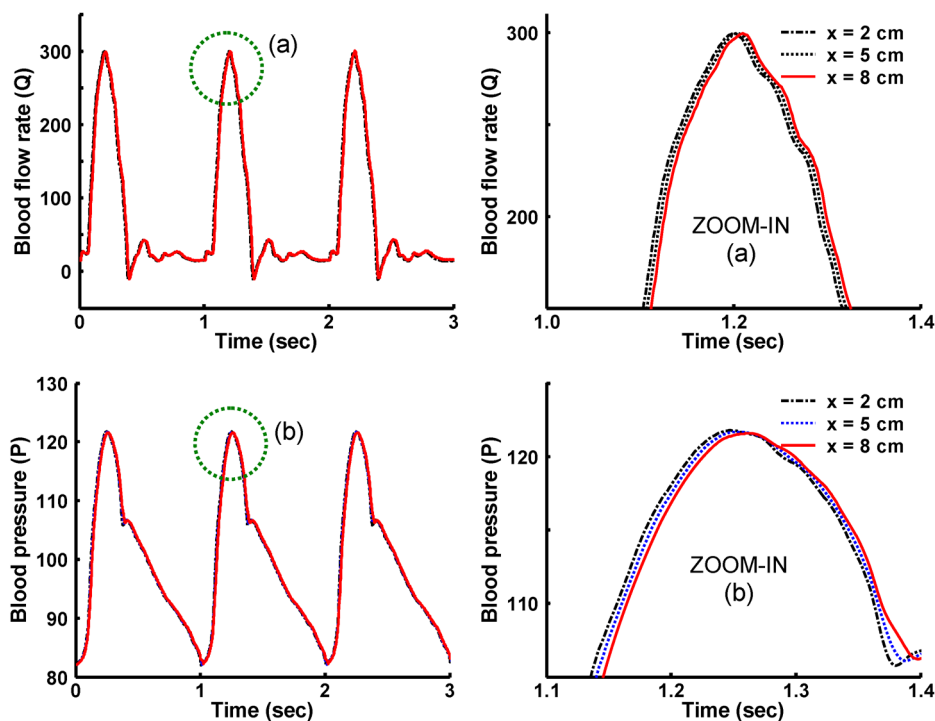 Blood flow rate (Q)
400
300
200
100
0
0
1
2
3
Time (sec)
(a)
Blood flow rate (Q)
300
200
1.0
1.2
1.4
Time (sec)
x = 2 cm
x = 5 cm
x = 8 cm
ZOOM-IN
(a)
Blood pressure (P)
130
120
110
100
90
80
0
1
2
3
Time (sec)
(b)
Blood pressure (P)
120
110
1.1
1.2
1.3
1.4
Time (sec)
x = 2 cm
x = 5 cm
x = 8 cm
ZOOM-IN
(b)